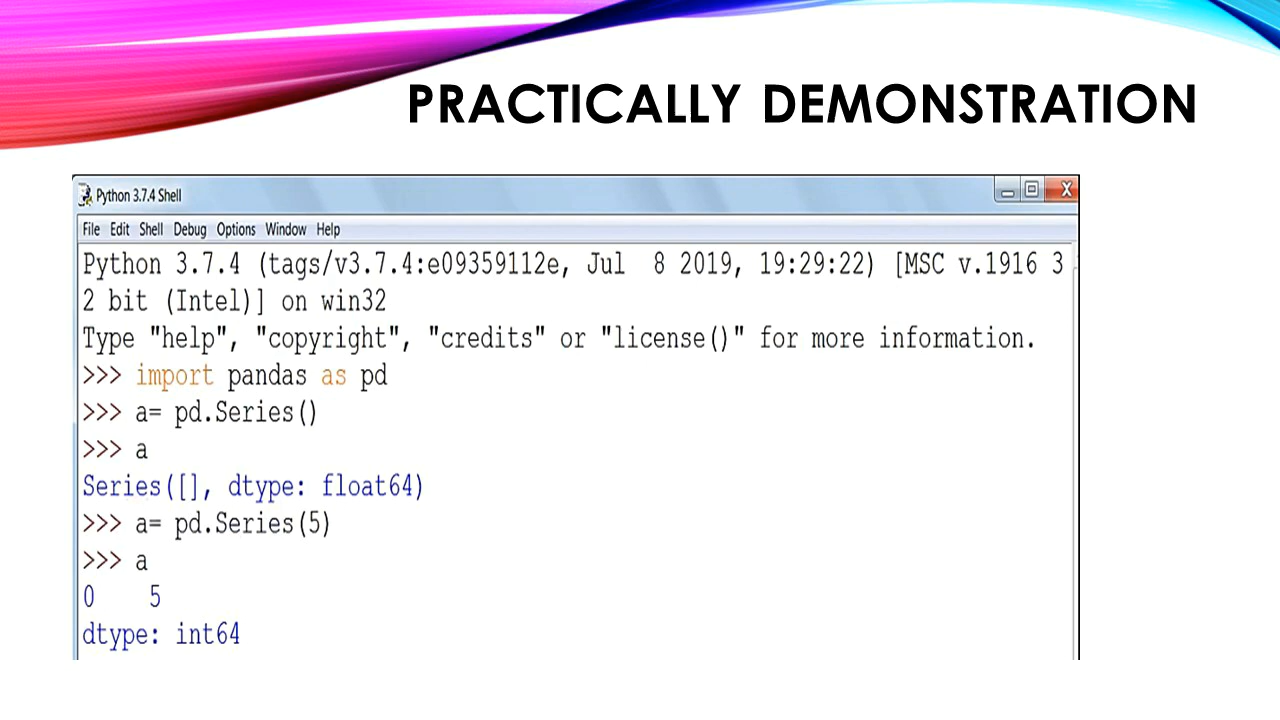 PRACTICALLY DEMONSTRATION
Python 3.7.4 Shell
File Edit Shell Debug Options Window Help
Python 3.7.4 (tags/v3.7.4:e09359112e, Jul  8 2019, 19:29:22) [MSC v.1916 3
2 bit (Intel)] on win32
Type "help", "copyright", "credits" or "license()" for more information.
>>> import pandas as pd
>>> a= pd.Series()
>>> a
Series([], dtype: float64)
>>> a= pd.Series(5)
>>> a
0    5
dtype: int64